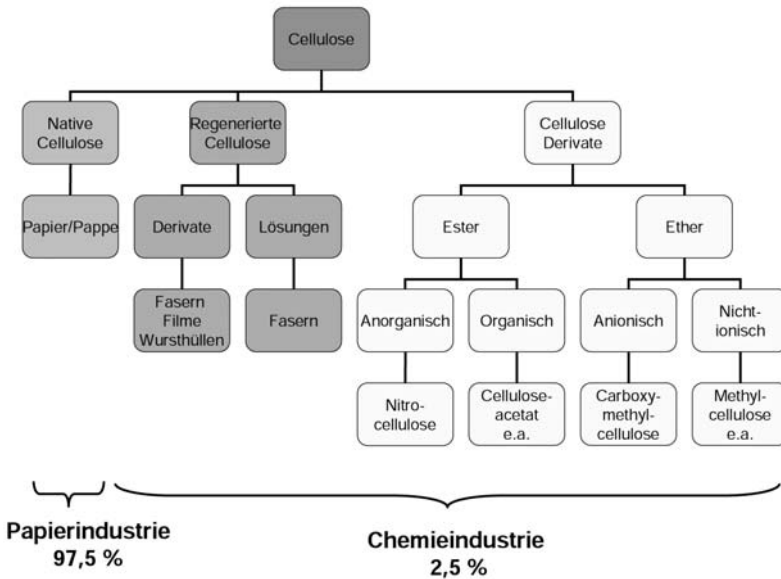 Cellulose
Native
Cellulose
Regenerierte
Cellulose
Cellulose
Derivate
Papier/Pappe
Derivate
Lösungen
Ester
Ether
Fasern
Filme
Wursthüllen
Fasern
Anorganisch
Organisch
Anionisch
Nicht-
ionisch
Nitro-
cellulose
Cellulose-
acetat
e.a.
Carboxy-
methyl-
cellulose
Methyl-
cellulose
e.a.
Papierindustrie
97,5 %
Chemieindustrie
2,5 %